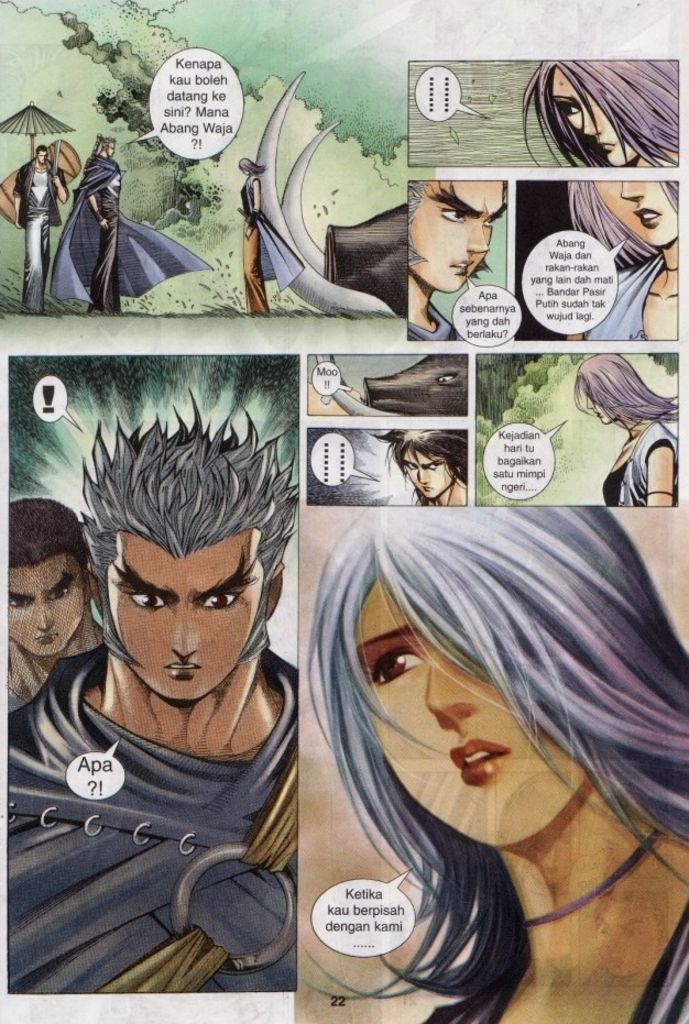 Kenapa
kau boleh
datang ke
sini? Mana
Abang Waja
?!
!!!!!!
Apa
sebenarnya
yang dah
berlaku?
Abang
Waja dan
rakan-rakan
yang lain dah mati
... Bandar Pasir
Putih sudah tak
wujud lagi.
!
Apa
?!
Moo
!!
!!!!!!
Kejadian
hari tu
bagaikan
satu mimpi
ngeri....
Ketika
kau berpisah
dengan kami
......
22